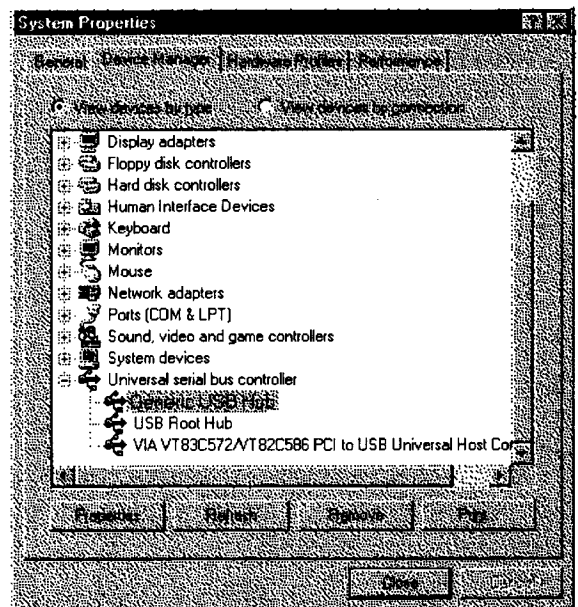 System Properties
General Device Manager Hardware Profiles Performance
View devices by type View devices by connection
Display adapters
Floppy disk controllers
Hard disk controllers
Human Interface Devices
Keyboard
Monitors
Mouse
Network adapters
Ports (COM & LPT)
Sound, video and game controllers
System devices
Universal serial bus controller
Generic USB Hub
USB Root Hub
VIA VT83C572/VT82C586 PCI to USB Universal Host Cor
Properties Refresh Remove Print
Close